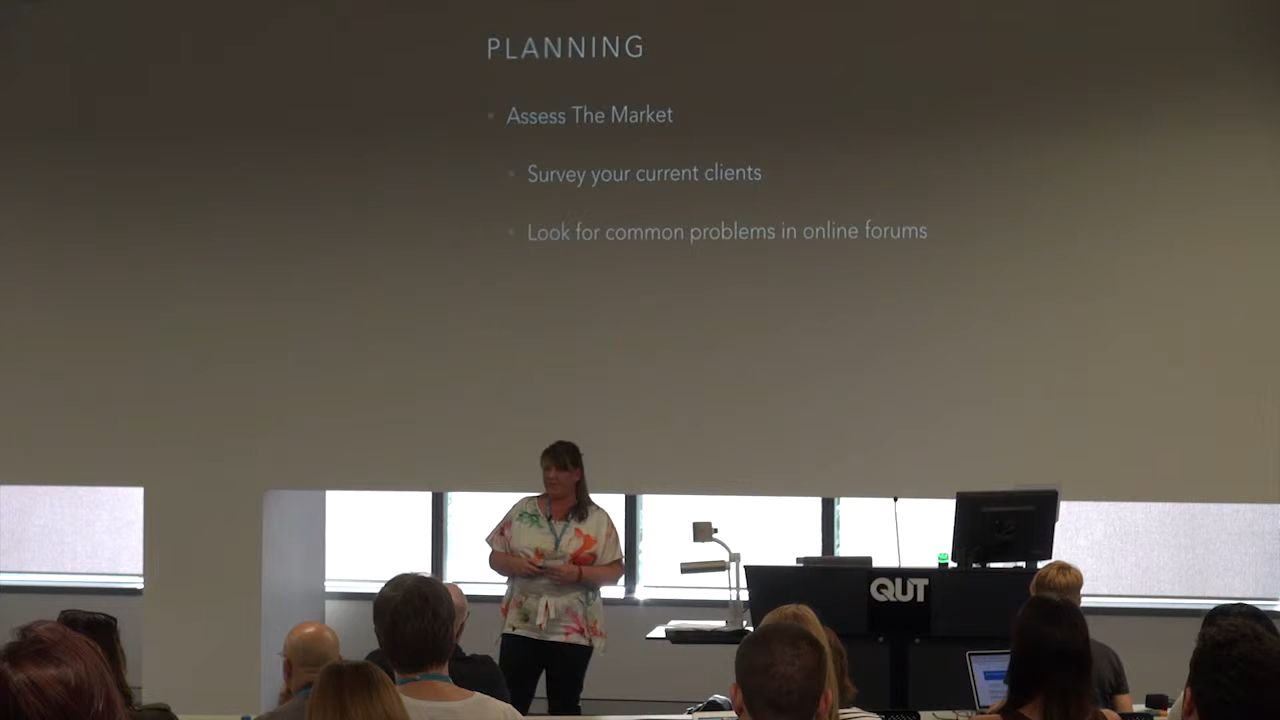 PLANNING
Assess The Market
Survey your current clients
Look for common problems in online forums
QUT